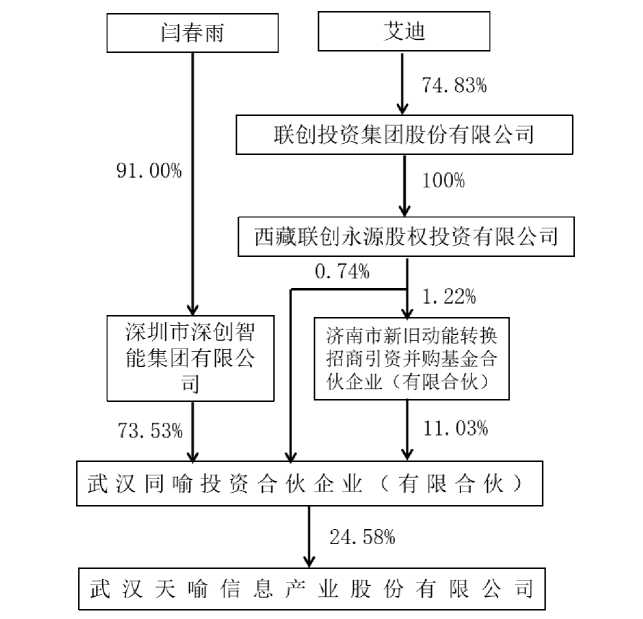 闫春雨
艾迪
74.83%
联创投资集团股份有限公司
91.00%
100%
西藏联创永源股权投资有限公司
0.74%
1.22%
深圳市深创智
能集团有限公
司
济南市新旧动能转换
招商引资并购基金合
伙企业（有限合伙）
73.53%
11.03%
武汉同喻投资合伙企业（有限合伙）
24.58%
武汉天喻信息产业股份有限公司